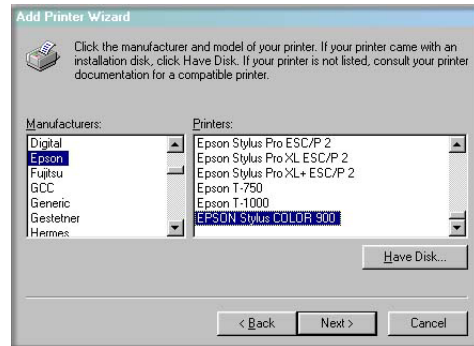 Add Printer Wizard
Click the manufacturer and model of your printer. If your printer came with an
installation disk, click Have Disk. If your printer is not listed, consult your printer
documentation for a compatible printer.
Manufacturers:
Digital
Epson
Fujitsu
GCC
Generic
Gestetner
Hermes
Printers:
Epson Stylus Pro ESC/P 2
Epson Stylus Pro XL ESC/P 2
Epson Stylus Pro XL+ ESC/P 2
Epson T-750
Epson T-1000
EPSON Stylus COLOR 900
Have Disk...
< Back
Next >
Cancel